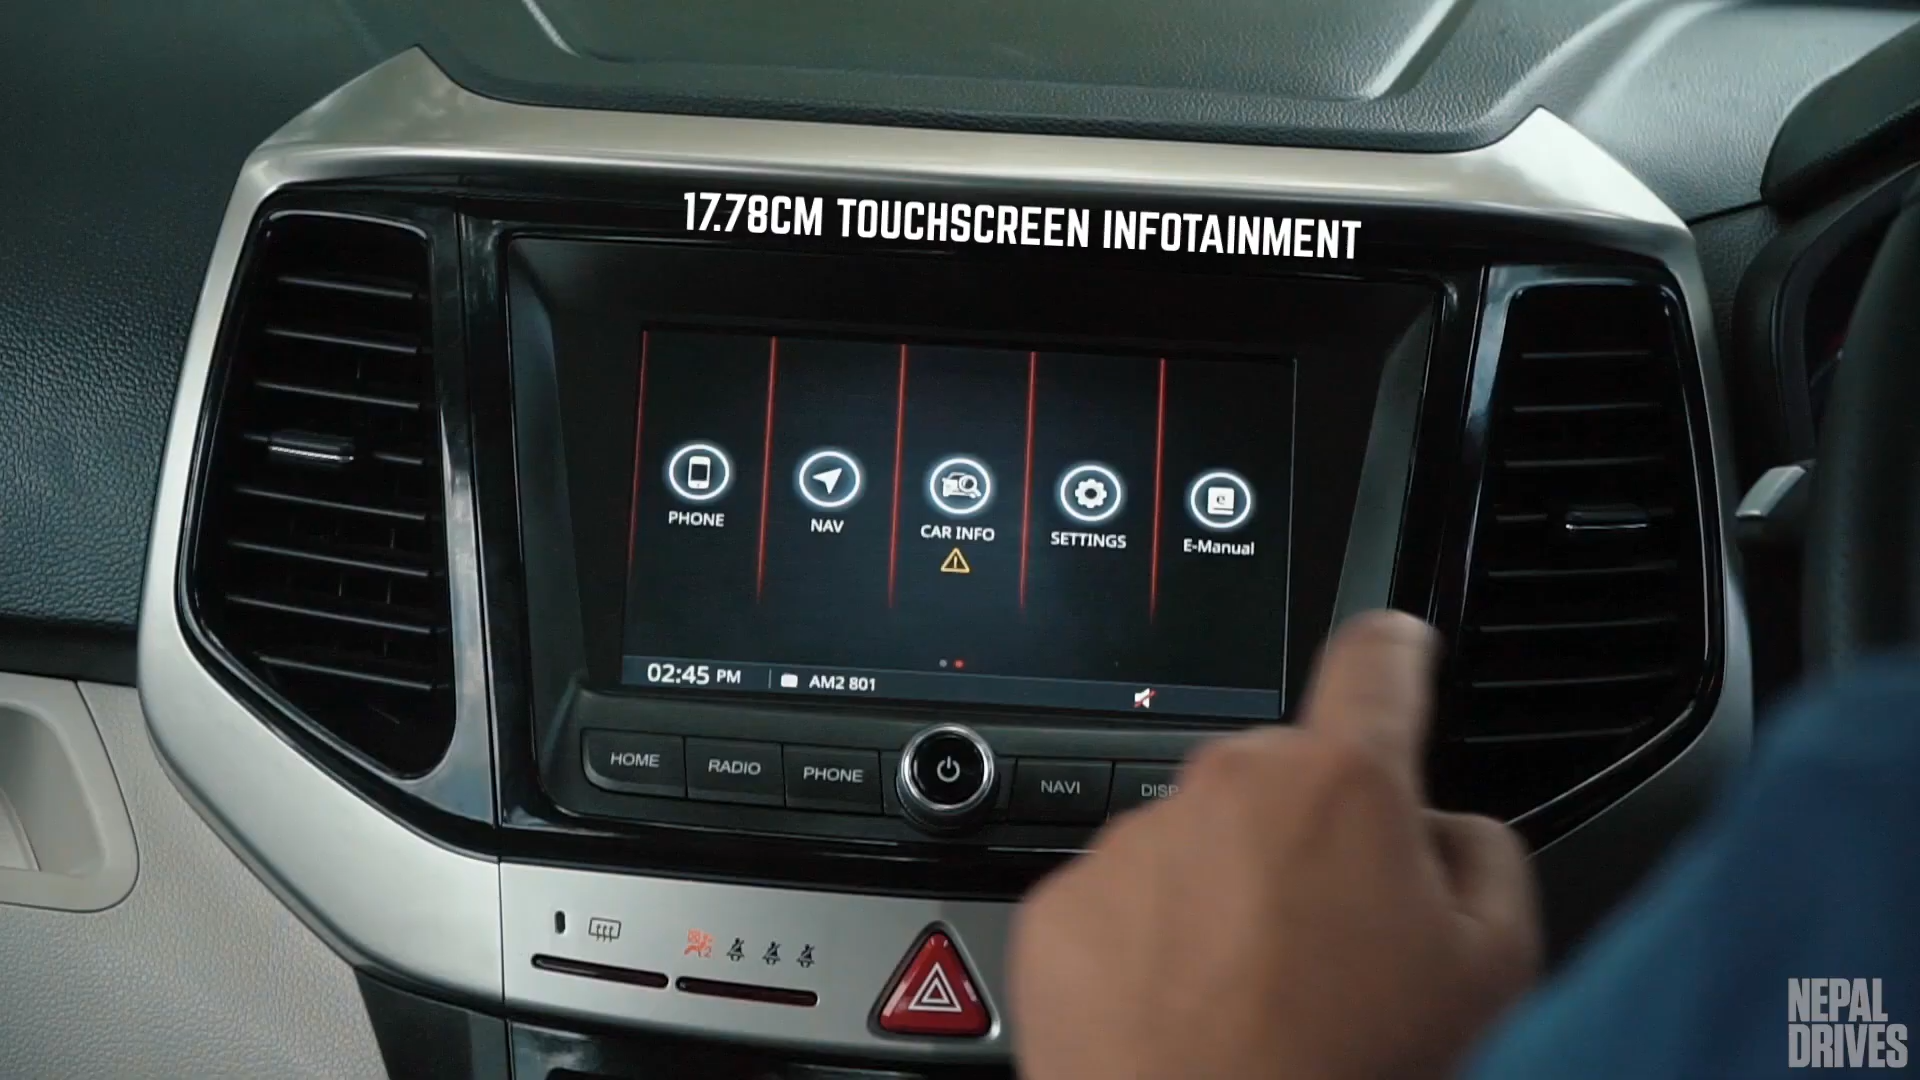 17.78CM TOUCHSCREEN INFOTAINMENT
PHONE
NAV
CAR INFO
SETTINGS
E-Manual
02:45 PM
AM2 801
HOME
RADIO
PHONE
NAVI
DISP
NEPAL
DRIVES